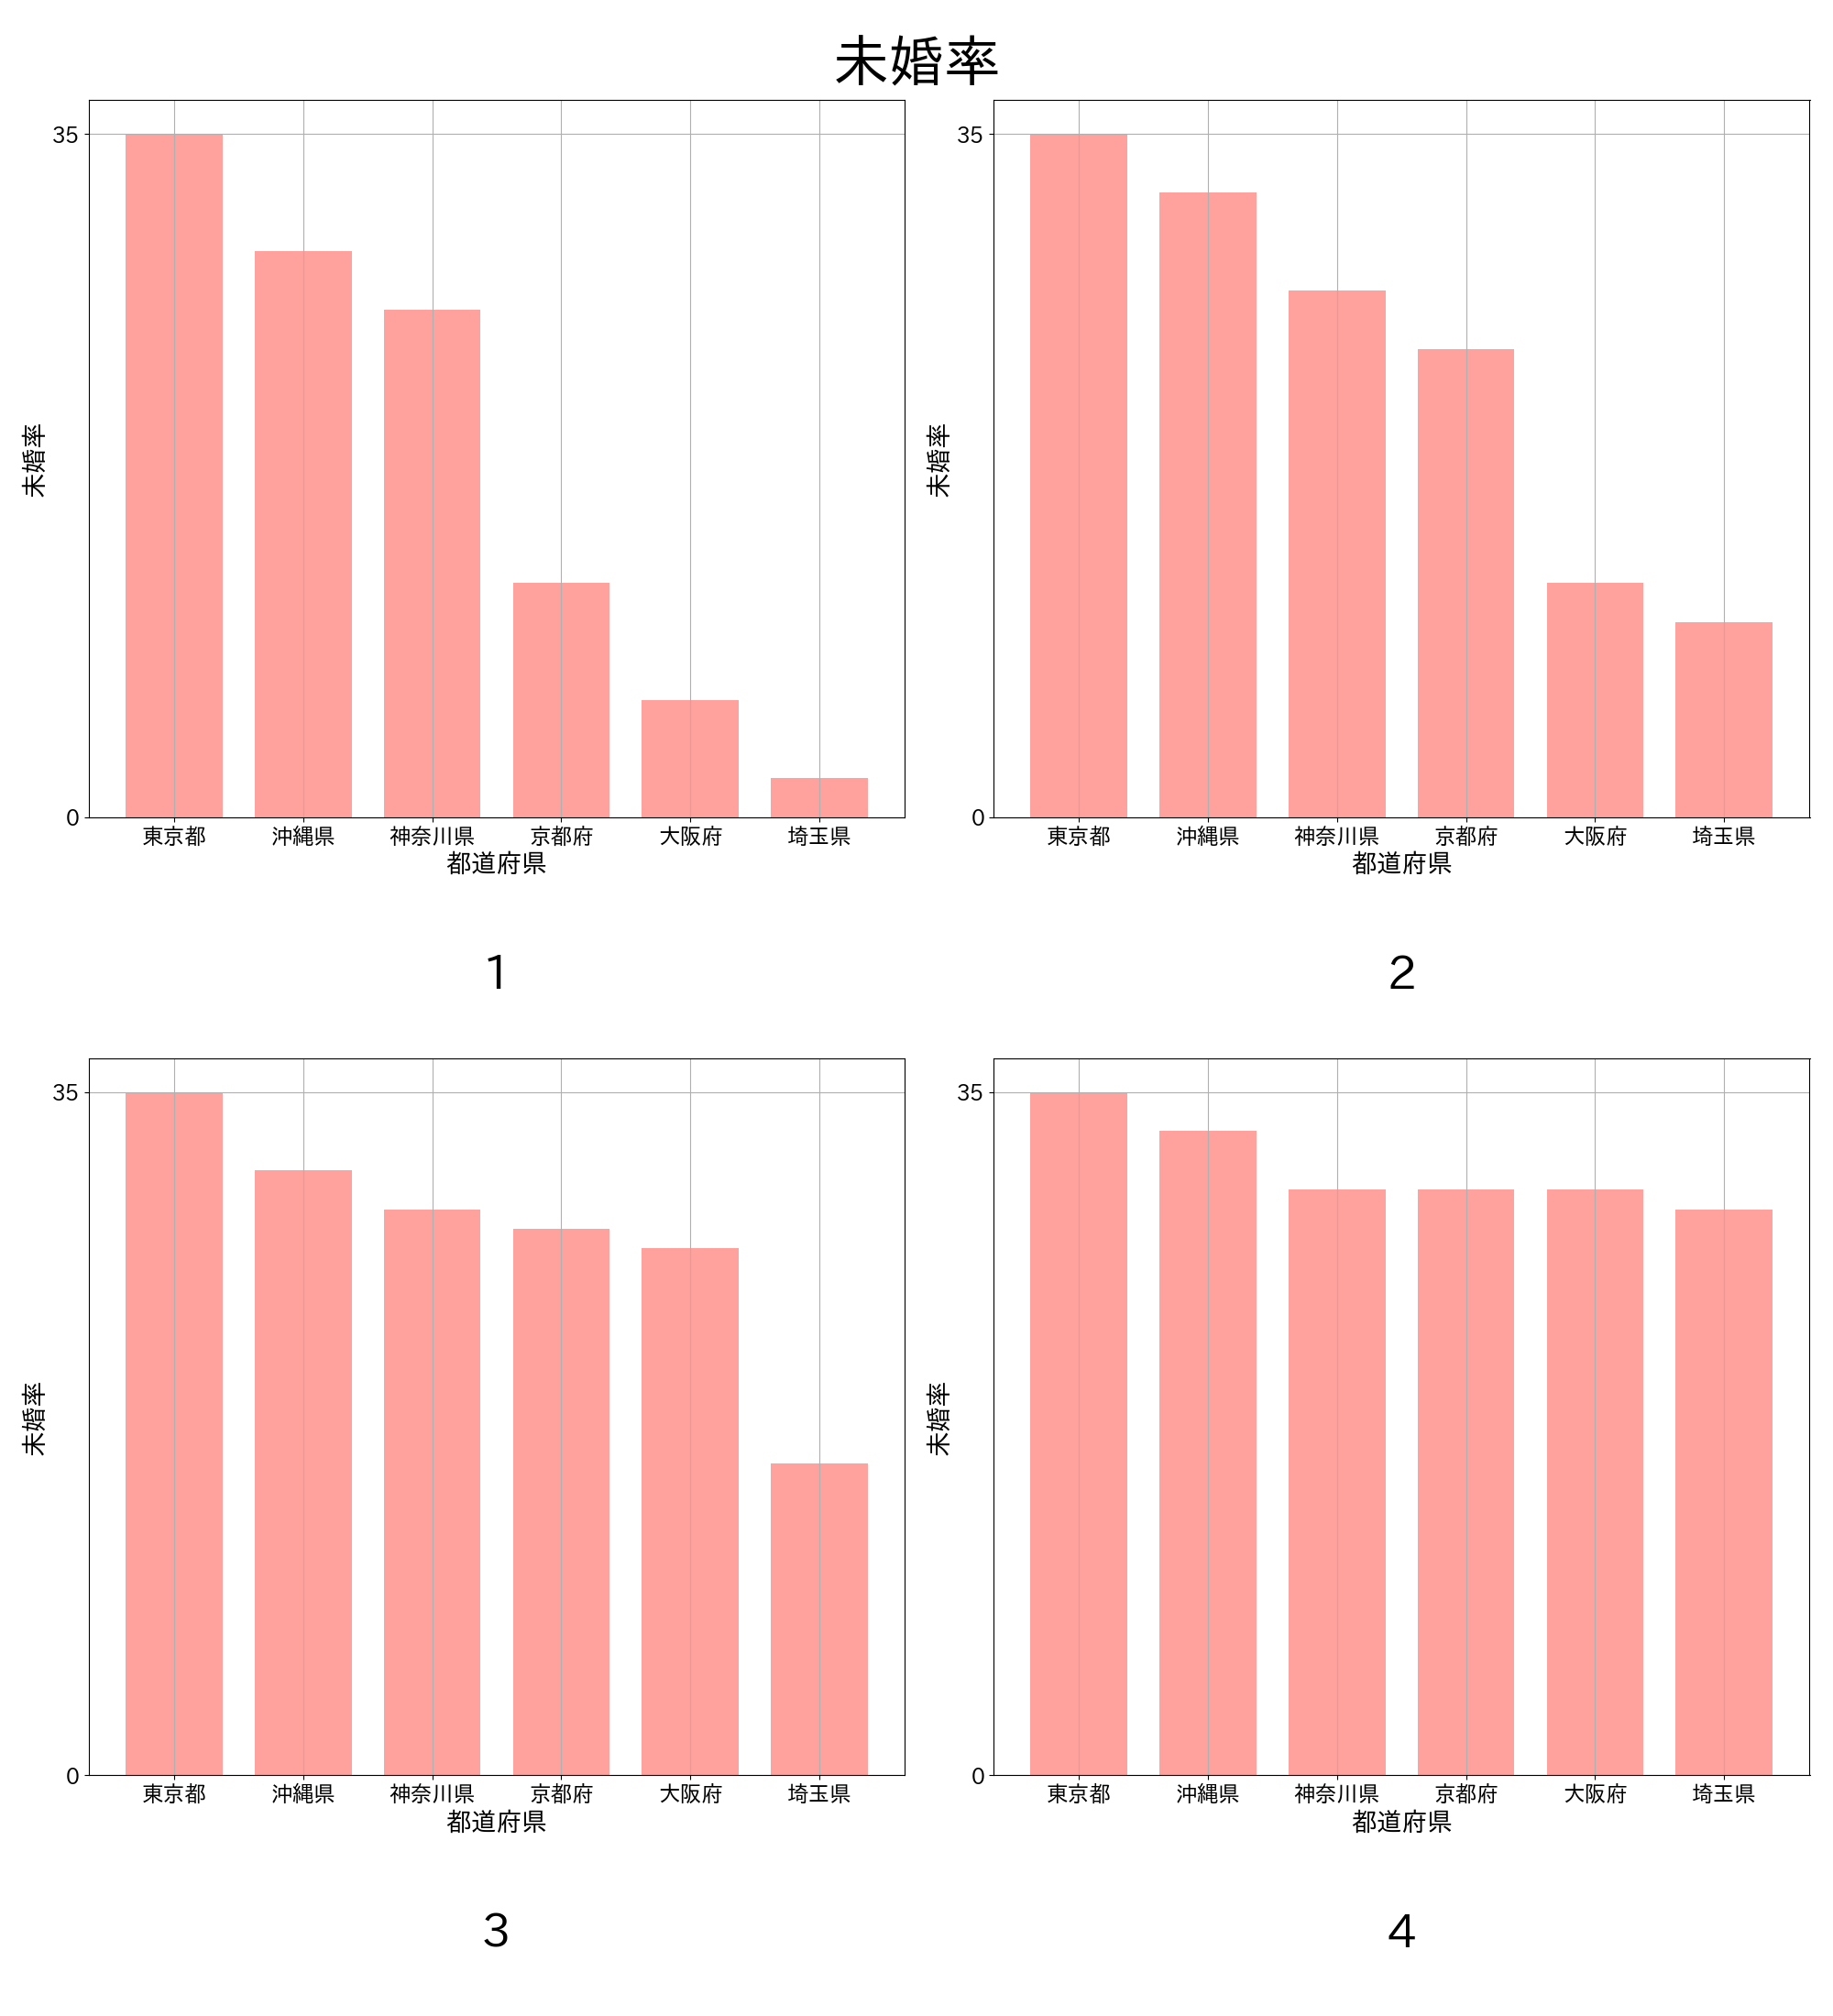 未婚率
35
0
未婚率
東京都 沖縄県 神奈川県 京都府 大阪府 埼玉県
都道府県
1
35
0
未婚率
東京都 沖縄県 神奈川県 京都府 大阪府 埼玉県
都道府県
2
35
0
未婚率
東京都 沖縄県 神奈川県 京都府 大阪府 埼玉県
都道府県
3
35
0
未婚率
東京都 沖縄県 神奈川県 京都府 大阪府 埼玉県
都道府県
4